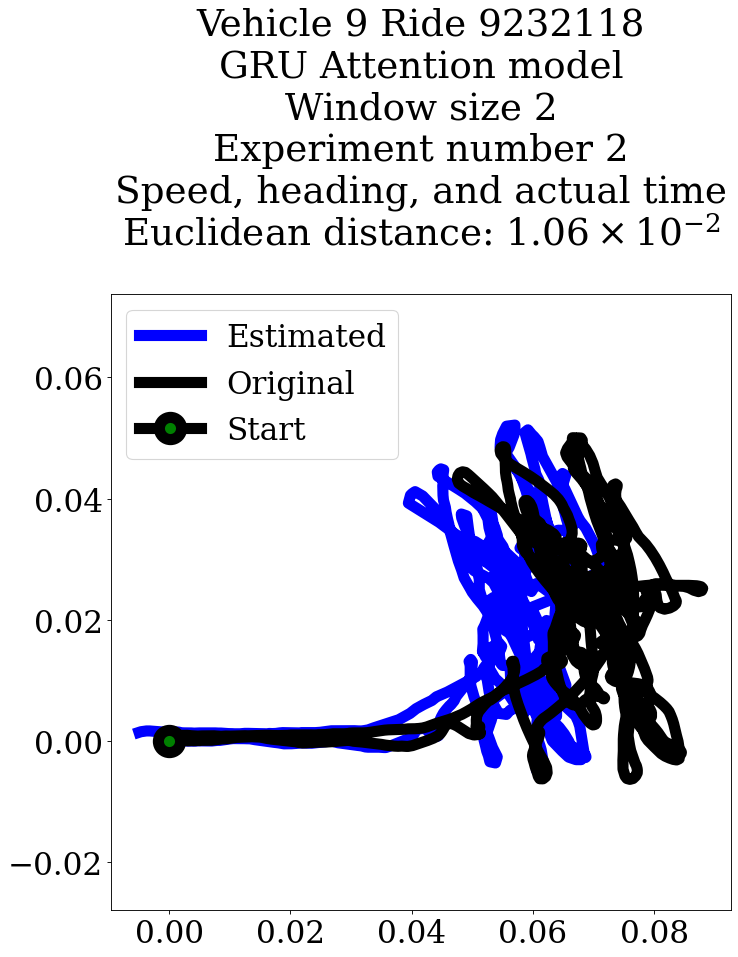 Vehicle 9 Ride 9232118
GRU Attention model
Window size 2
Experiment number 2
Speed, heading, and actual time
Euclidean distance: 1.06 × 10⁻²
Estimated
Original
Start
0.06
0.04
0.02
0.00
−0.02
0.00 0.02 0.04 0.06 0.08